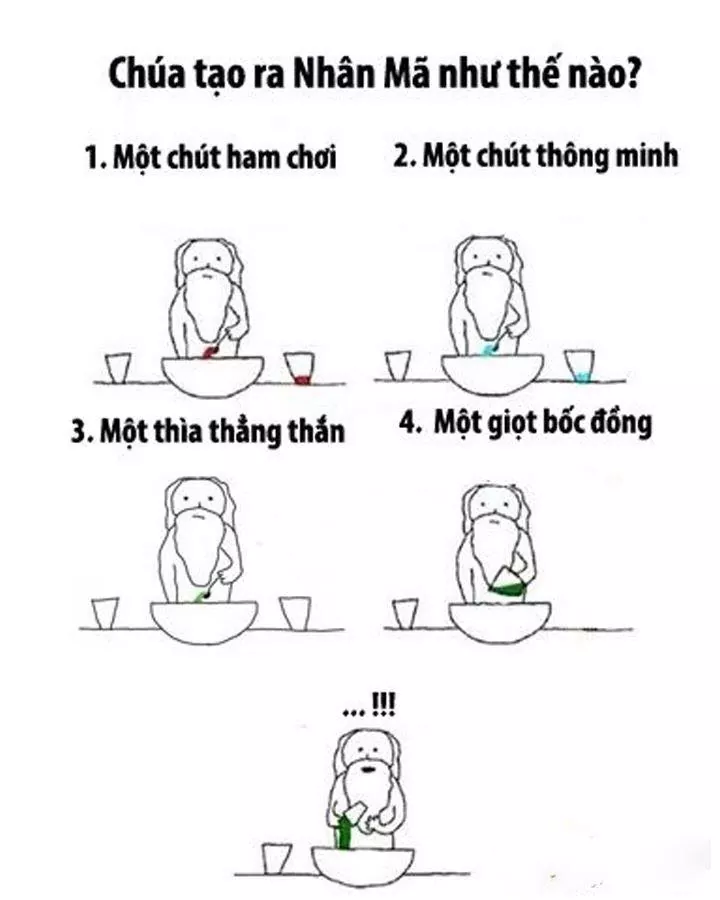 Chúa tạo ra Nhân Mã như thế nào?
1. Một chút ham chơi
2. Một chút thông minh
3. Một thìa thẳng thắn
4. Một giọt bốc đồng
... !!!